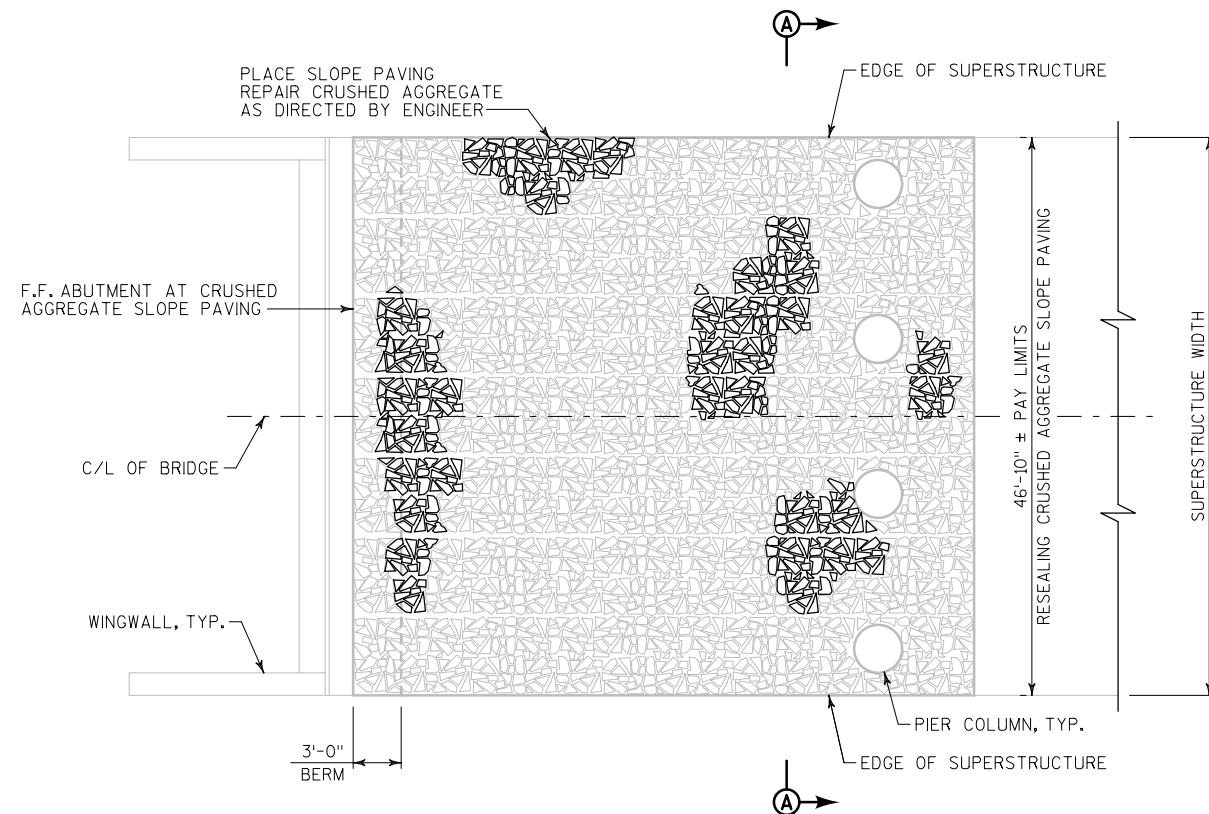 A
PLACE SLOPE PAVING
REPAIR CRUSHED AGGREGATE
AS DIRECTED BY ENGINEER
EDGE OF SUPERSTRUCTURE
F.F. ABUTMENT AT CRUSHED
AGGREGATE SLOPE PAVING
C/L OF BRIDGE
WINGWALL, TYP.
46'-10" ± PAY LIMITS
RESEALING CRUSHED AGGREGATE SLOPE PAVING
SUPERSTRUCTURE WIDTH
3'-0"
BERM
PIER COLUMN, TYP.
EDGE OF SUPERSTRUCTURE
A